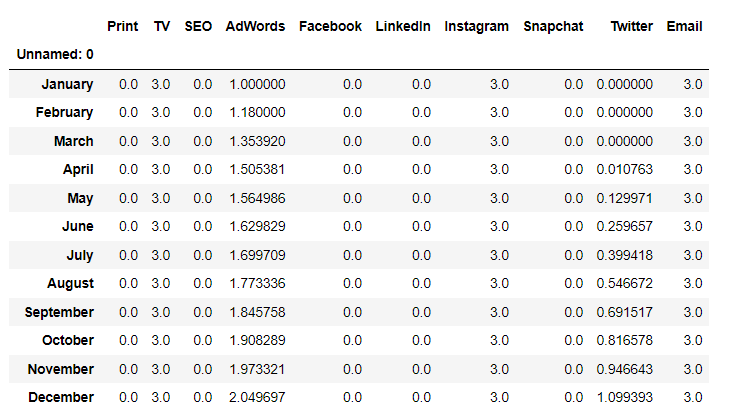 Print TV SEO AdWords Facebook LinkedIn Instagram Snapchat Twitter Email
Unnamed: 0
January 0.0 3.0 0.0 1.000000 0.0 0.0 3.0 0.0 0.000000 3.0
February 0.0 3.0 0.0 1.180000 0.0 0.0 3.0 0.0 0.000000 3.0
March 0.0 3.0 0.0 1.353920 0.0 0.0 3.0 0.0 0.000000 3.0
April 0.0 3.0 0.0 1.505381 0.0 0.0 3.0 0.0 0.010763 3.0
May 0.0 3.0 0.0 1.564986 0.0 0.0 3.0 0.0 0.129971 3.0
June 0.0 3.0 0.0 1.629829 0.0 0.0 3.0 0.0 0.259657 3.0
July 0.0 3.0 0.0 1.699709 0.0 0.0 3.0 0.0 0.399418 3.0
August 0.0 3.0 0.0 1.773336 0.0 0.0 3.0 0.0 0.546672 3.0
September 0.0 3.0 0.0 1.845758 0.0 0.0 3.0 0.0 0.691517 3.0
October 0.0 3.0 0.0 1.908289 0.0 0.0 3.0 0.0 0.816578 3.0
November 0.0 3.0 0.0 1.973321 0.0 0.0 3.0 0.0 0.946643 3.0
December 0.0 3.0 0.0 2.049697 0.0 0.0 3.0 0.0 1.099393 3.0